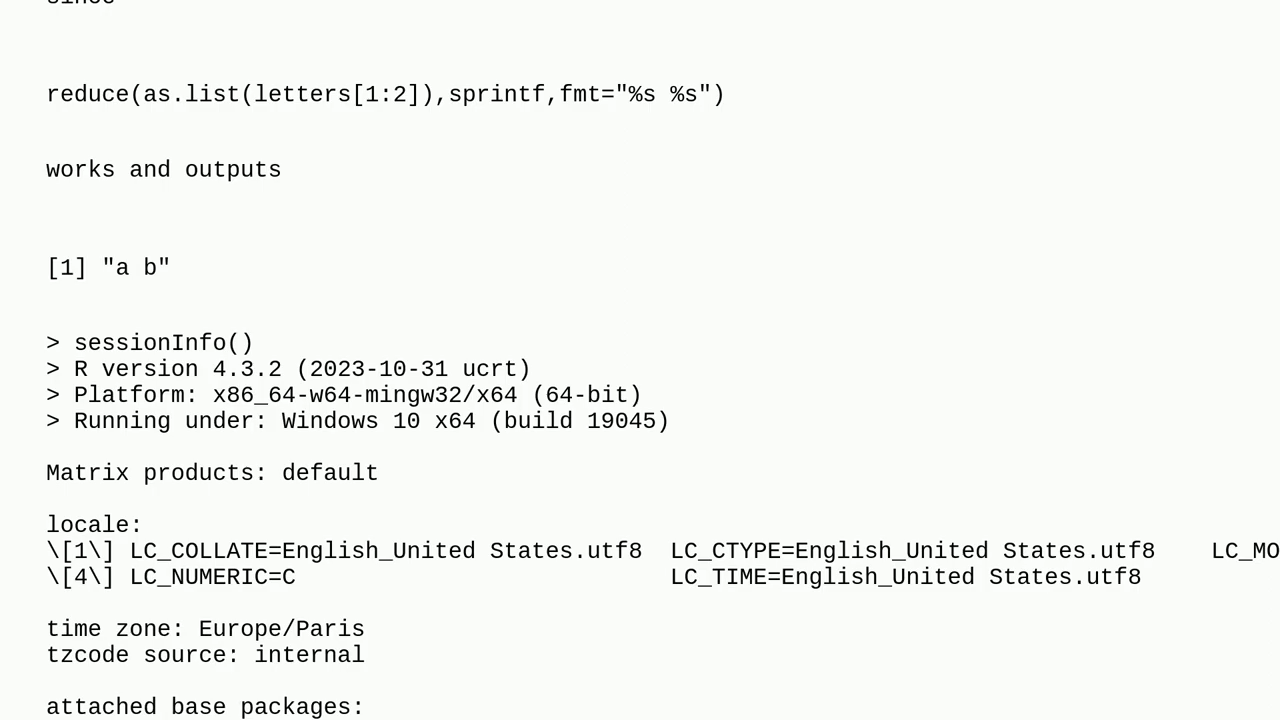 since
reduce(as.list(letters[1:2]),sprintf,fmt="%s %s")
works and outputs
[1] "a b"
> sessionInfo()
> R version 4.3.2 (2023-10-31 ucrt)
> Platform: x86_64-w64-mingw32/x64 (64-bit)
> Running under: Windows 10 x64 (build 19045)
Matrix products: default
locale:
\[1\] LC_COLLATE=English_United States.utf8  LC_CTYPE=English_United States.utf8    LC_MO
\[4\] LC_NUMERIC=C                           LC_TIME=English_United States.utf8
time zone: Europe/Paris
tzcode source: internal
attached base packages: